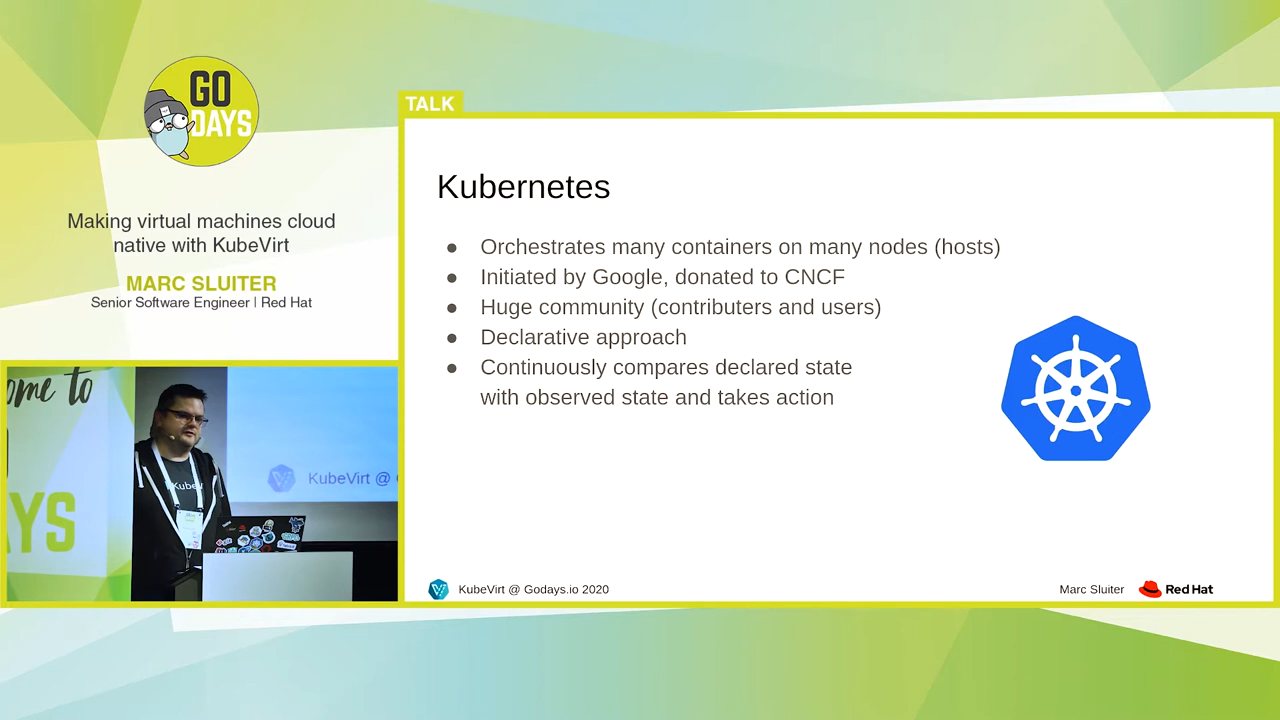 GO
DAYS
Making virtual machines cloud
native with KubeVirt
MARC SLUITER
Senior Software Engineer | Red Hat
TALK
Kubernetes
● Orchestrates many containers on many nodes (hosts)
● Initiated by Google, donated to CNCF
● Huge community (contributers and users)
● Declarative approach
● Continuously compares declared state
with observed state and takes action
KubeVirt @ Godays.io 2020
Marc Sluiter
Red Hat
ome to
YS
KubeVirt @